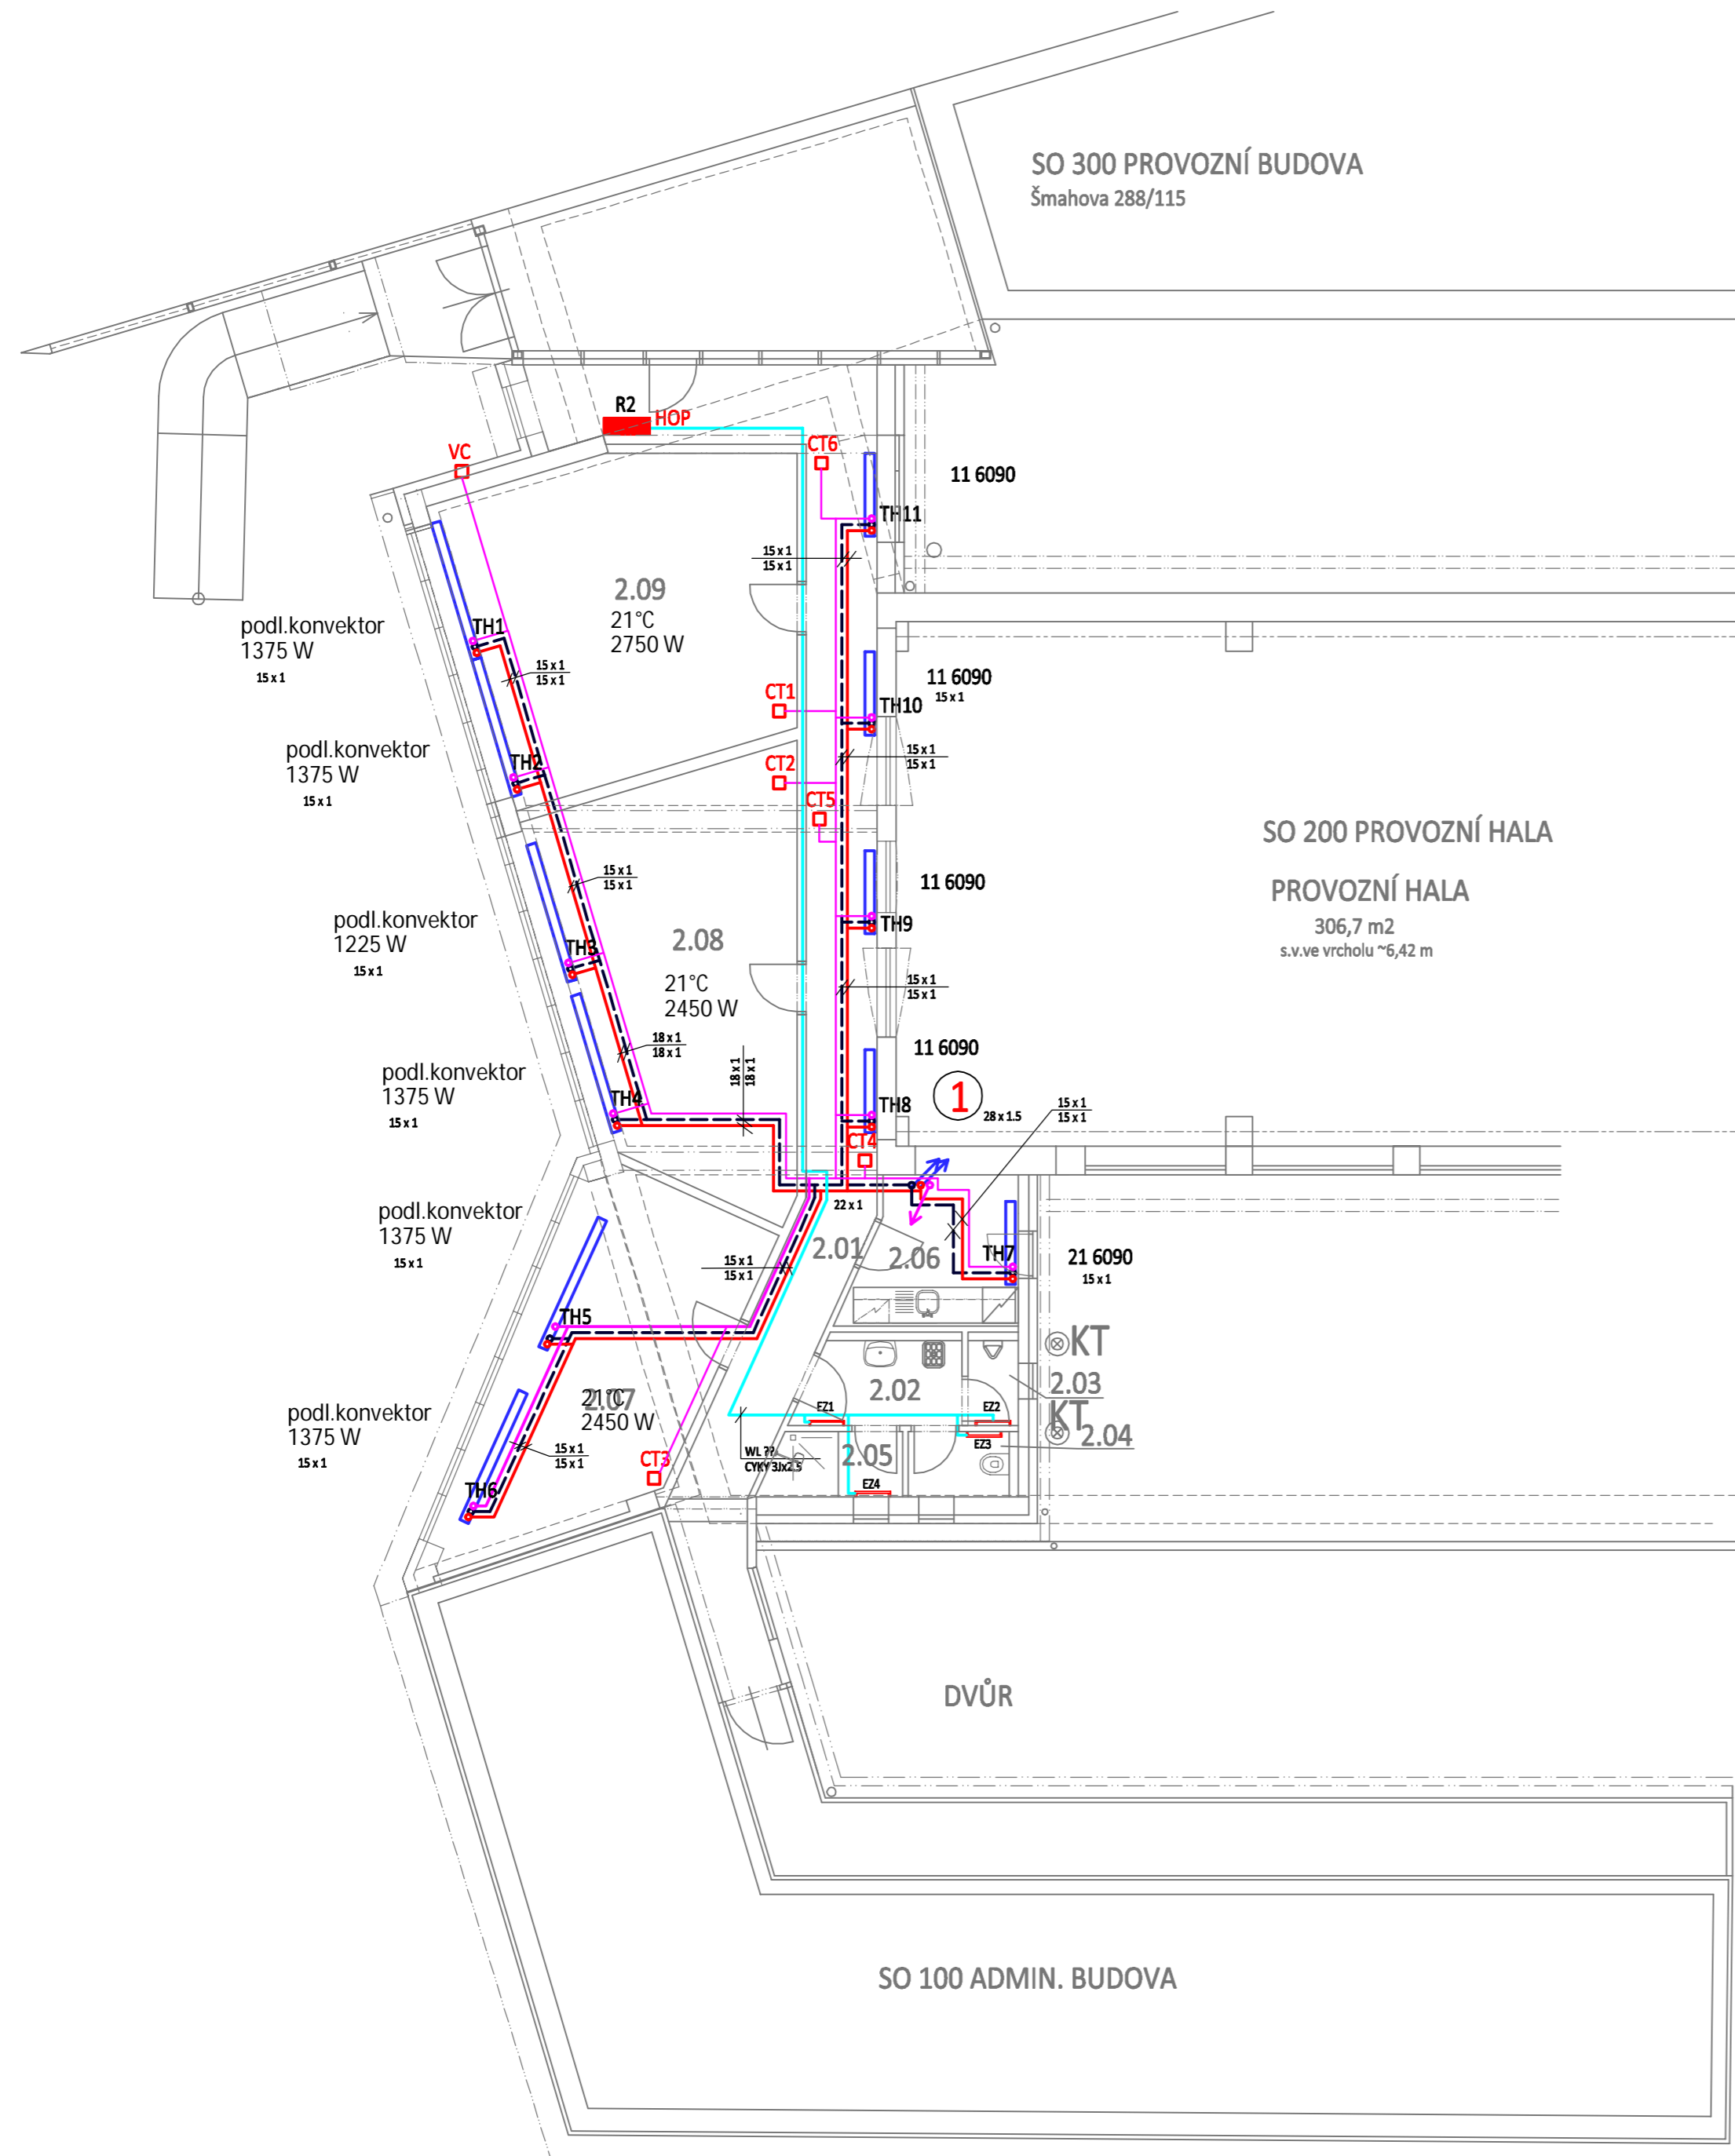 SO 300 PROVOZNÍ BUDOVA
Šmahova 288/115
R2
HOP
VC
CT6
11 6090
TH11
15 x 1
15 x 1
2.09
21°C
2750 W
podl.konvektor
1375 W
15 x 1
TH1
15 x 1
15 x 1
11 6090
15 x 1
CT1
TH10
podl.konvektor
1375 W
15 x 1
TH2
CT2
15 x 1
15 x 1
CT5
SO 200 PROVOZNÍ HALA
PROVOZNÍ HALA
306,7 m2
s.v.ve vrcholu ~6,42 m
15 x 1
15 x 1
11 6090
podl.konvektor
1225 W
15 x 1
TH3
2.08
TH9
21°C
2450 W
15 x 1
15 x 1
18 x 1
18 x 1
18 x 1
18 x 1
11 6090
podl.konvektor
1375 W
15 x 1
TH4
TH8
1
28 x 1.5
15 x 1
15 x 1
CT4
podl.konvektor
1375 W
15 x 1
22 x 1
2.01
2.06
TH7
21 6090
15 x 1
15 x 1
15 x 1
TH5
KT
2.02
2.03
podl.konvektor
1375 W
15 x 1
21°C
2.07
2450 W
EZ1
EZ2
KT
2.04
EZ3
15 x 1
15 x 1
WL ??
CYKY 3Jx2.5
2.05
CT3
EZ4
TH6
DVŮR
SO 100 ADMIN. BUDOVA